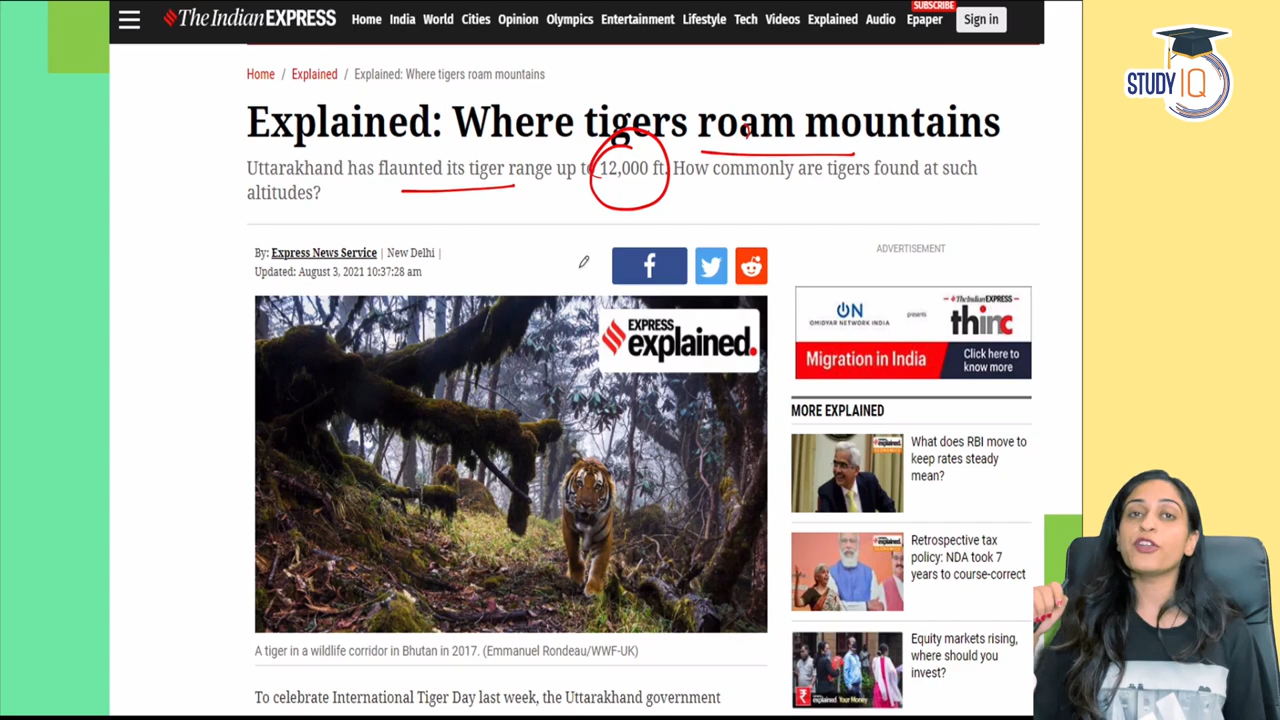 The Indian EXPRESS
Home India World Cities Opinion Olympics Entertainment Lifestyle Tech Videos Explained Audio Epaper
SUBSCRIBE
Sign in
STUDY IQ
Home / Explained / Explained: Where tigers roam mountains
Explained: Where tigers roam mountains
Uttarakhand has flaunted its tiger range up to 12,000 ft. How commonly are tigers found at such
altitudes?
By: Express News Service | New Delhi |
Updated: August 3, 2021 10:37:28 am
f
EXPRESS
explained.
A tiger in a wildlife corridor in Bhutan in 2017. (Emmanuel Rondeau/WWF-UK)
To celebrate International Tiger Day last week, the Uttarakhand government
ADVERTISEMENT
ON
OMIDYAR NETWORK INDIA
presents
The Indian EXPRESS
thinc
Migration in India
Click here to
know more
MORE EXPLAINED
What does RBI move to
keep rates steady
mean?
Retrospective tax
policy: NDA took 7
years to course-correct
Equity markets rising,
where should you
invest?
explained. Your Money